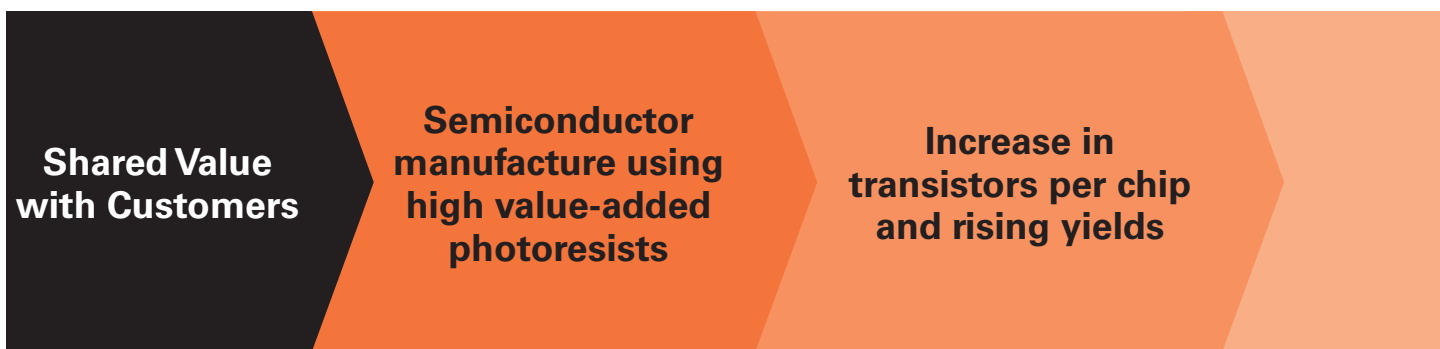 Shared Value
with Customers
Semiconductor
manufacture using
high value-added
photoresists
Increase in
transistors per chip
and rising yields